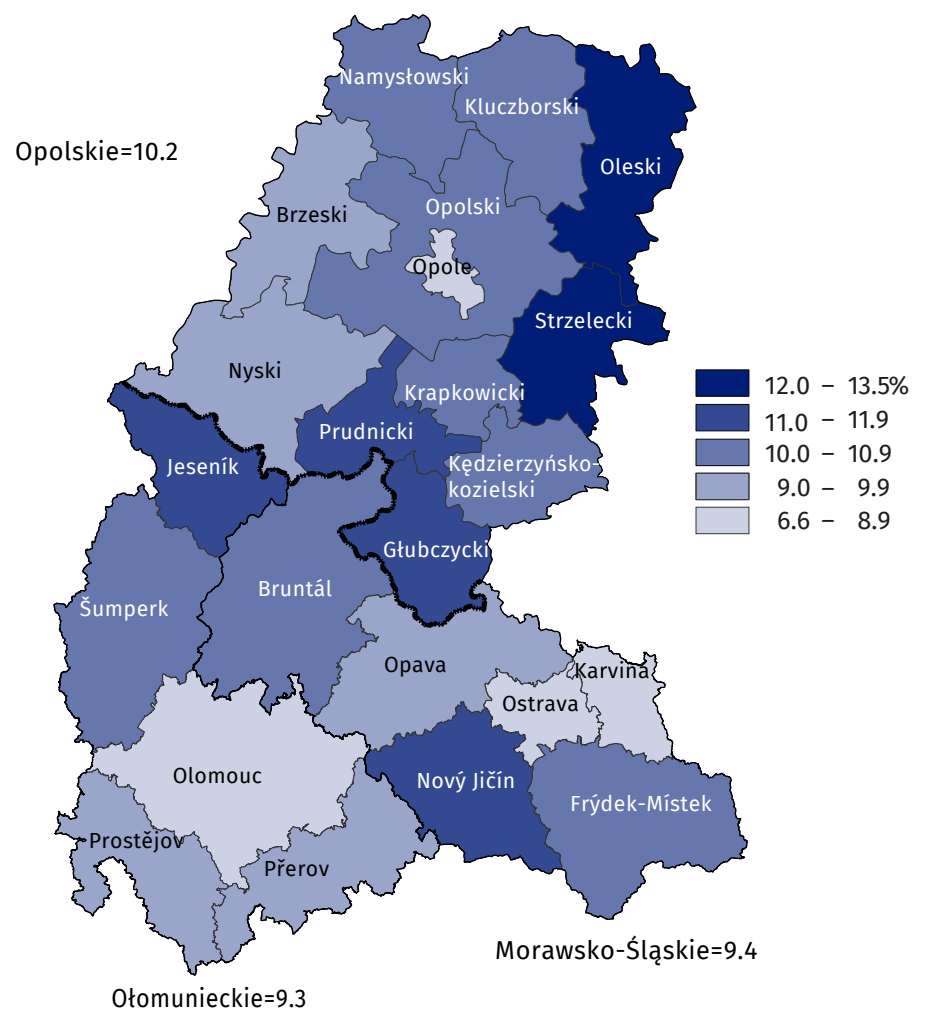 Namysłowski
Kluczborski
Opolskie=10.2
Oleski
Brzeski
Opolski
Opole
Strzelecki
Nyski
Krapkowicki
12.0 – 13.5%
11.0 – 11.9
10.0 – 10.9
9.0 – 9.9
6.6 – 8.9
Prudnicki
Jeseník
Kędzierzyńsko-
kozielski
Głubczycki
Bruntál
Šumperk
Opava
Karviná
Ostrava
Olomouc
Nový Jičín
Frýdek-Místek
Prostějov
Přerov
Morawsko-Śląskie=9.4
Ołomunieckie=9.3